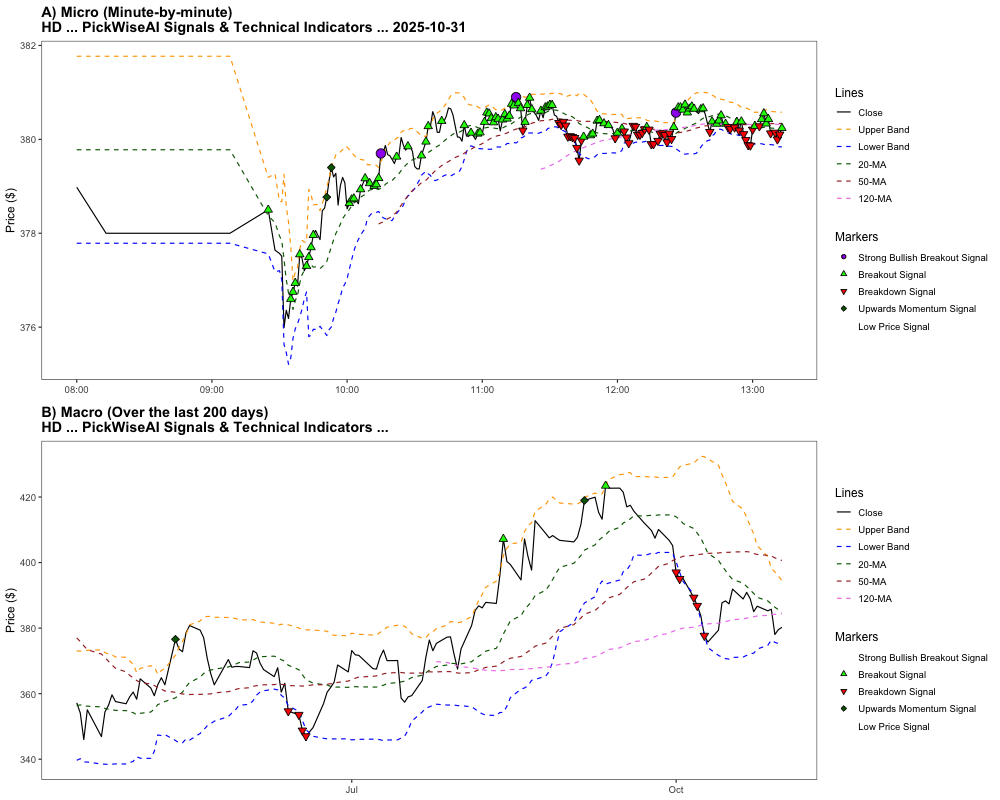 A) Micro (Minute-by-minute)
HD ... PickWiseAI Signals & Technical Indicators ... 2025-10-31
382
380
378
376
Price ($)
08:00
09:00
10:00
11:00
12:00
13:00
Lines
Close
Upper Band
Lower Band
20-MA
50-MA
120-MA
Markers
Strong Bullish Breakout Signal
Breakout Signal
Breakdown Signal
Upwards Momentum Signal
Low Price Signal
B) Macro (Over the last 200 days)
HD ... PickWiseAI Signals & Technical Indicators ...
420
400
380
360
340
Price ($)
Jul
Oct
Lines
Close
Upper Band
Lower Band
20-MA
50-MA
120-MA
Markers
Strong Bullish Breakout Signal
Breakout Signal
Breakdown Signal
Upwards Momentum Signal
Low Price Signal